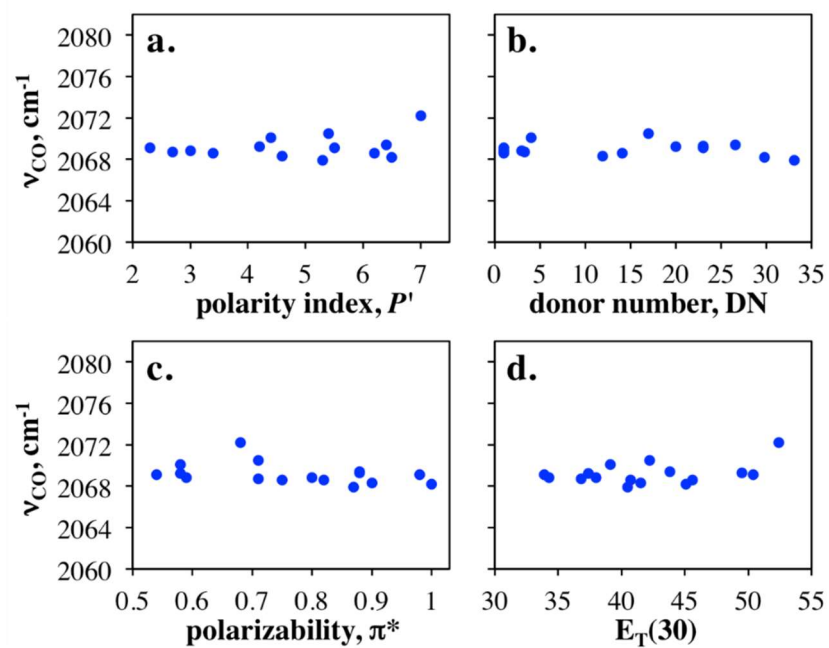 a.
2080
2076
2072
2068
2064
2060
νCO, cm-1
2 3 4 5 6 7
polarity index, P'
b.
0 5 10 15 20 25 30 35
donor number, DN
c.
2080
2076
2072
2068
2064
2060
νCO, cm-1
0.5 0.6 0.7 0.8 0.9 1
polarizability, π*
d.
30 35 40 45 50 55
ET(30)